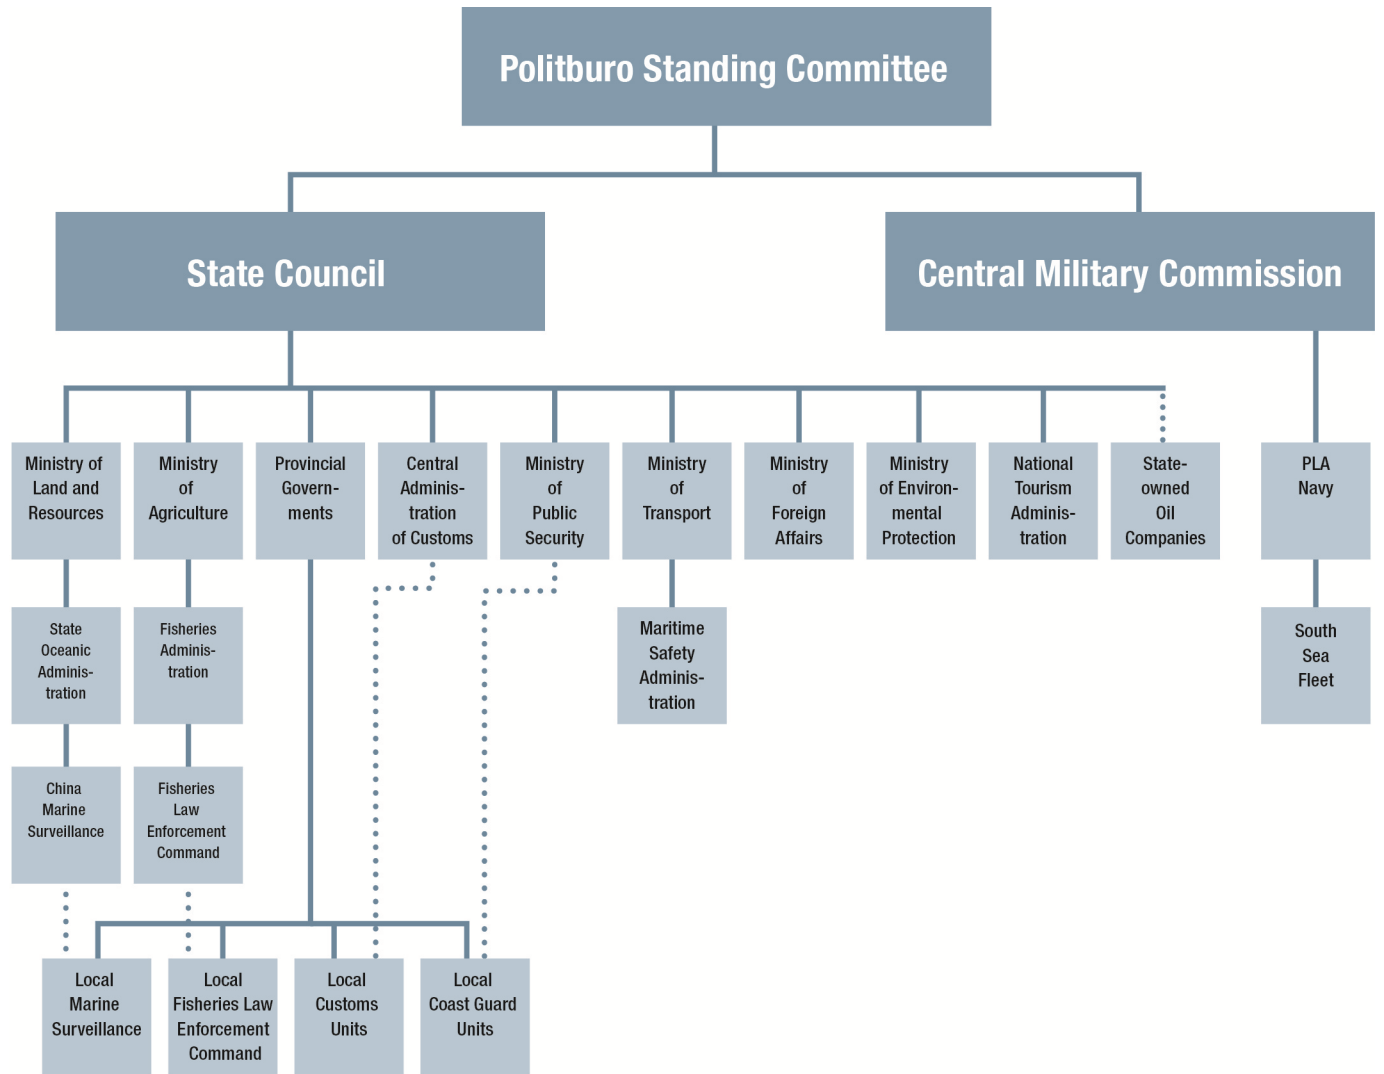 Politburo Standing Committee
State Council
Central Military Commission
Ministry of
Land and
Resources
Ministry
of
Agriculture
Provincial
Govern-
ments
Central
Adminis-
tration
of Customs
Ministry
of
Public
Security
Ministry
of
Transport
Ministry
of
Foreign
Affairs
Ministry
of Environ-
mental
Protection
National
Tourism
Adminis-
tration
State-
owned
Oil
Companies
PLA
Navy
State
Oceanic
Adminis-
tration
Fisheries
Adminis-
tration
Maritime
Safety
Adminis-
tration
South
Sea
Fleet
China
Marine
Surveillance
Fisheries
Law
Enforcement
Command
Local
Marine
Surveillance
Local
Fisheries Law
Enforcement
Command
Local
Customs
Units
Local
Coast Guard
Units